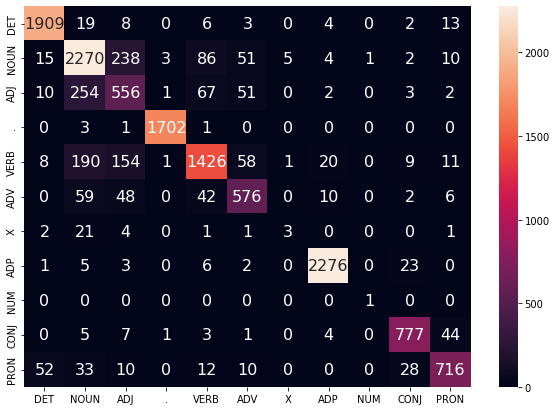 DET 1909 19 8 0 6 3 0 4 0 2 13
NOUN 15 2270 238 3 86 51 5 4 1 2 10
ADJ 10 254 556 1 67 51 0 2 0 3 2
. 0 3 1 1702 1 0 0 0 0 0 0
VERB 8 190 154 1 1426 58 1 20 0 9 11
ADV 0 59 48 0 42 576 0 10 0 2 6
X 2 21 4 0 1 1 3 0 0 0 1
ADP 1 5 3 0 6 2 0 2276 0 23 0
NUM 0 0 0 0 0 0 0 0 1 0 0
CONJ 0 5 7 1 3 1 0 4 0 777 44
PRON 52 33 10 0 12 10 0 0 0 28 716
DET NOUN ADJ . VERB ADV X ADP NUM CONJ PRON
2000
1500
1000
500
0